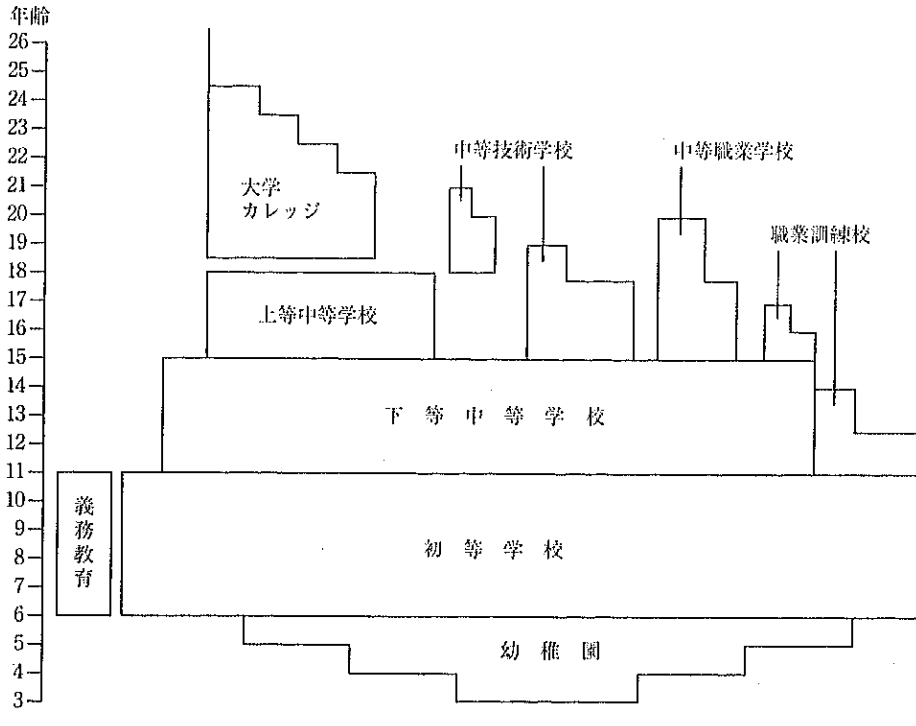 年齢
26
25
24
23
22
21
20
19
18
17
16
15
14
13
12
11
10
9
8
7
6
5
4
3
中等技術学校
中等職業学校
大学
カレッジ
職業訓練校
上等中等学校
下等中等学校
義務教育
初等学校
幼稚園